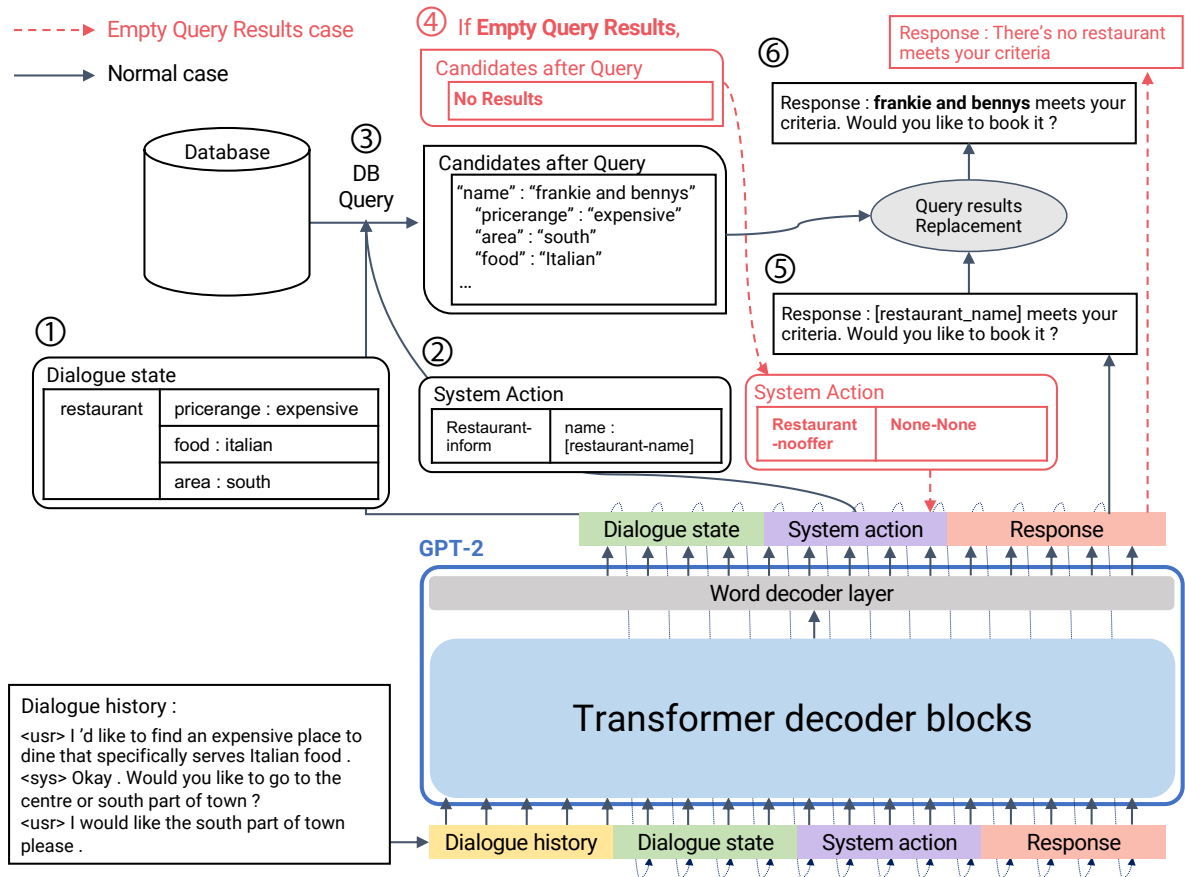 Empty Query Results case
Normal case
④ If Empty Query Results,
Candidates after Query
No Results
Response : There’s no restaurant
meets your criteria
⑥
Response : frankie and bennys meets your
criteria. Would you like to book it ?
Database
③
DB
Query
Candidates after Query
“name” : “frankie and bennys”
“pricerange” : “expensive”
“area” : “south”
“food” : “Italian”
...
Query results
Replacement
⑤
Response : [restaurant_name] meets your
criteria. Would you like to book it ?
①
Dialogue state
restaurant
pricerange : expensive
food : italian
area : south
②
System Action
Restaurant-
inform
name :
[restaurant-name]
System Action
Restaurant
-nooffer
None-None
Dialogue state
System action
Response
GPT-2
Word decoder layer
Transformer decoder blocks
Dialogue history :
<usr> I ’d like to find an expensive place to
dine that specifically serves Italian food .
<sys> Okay . Would you like to go to the
centre or south part of town ?
<usr> I would like the south part of town
please .
Dialogue history
Dialogue state
System action
Response